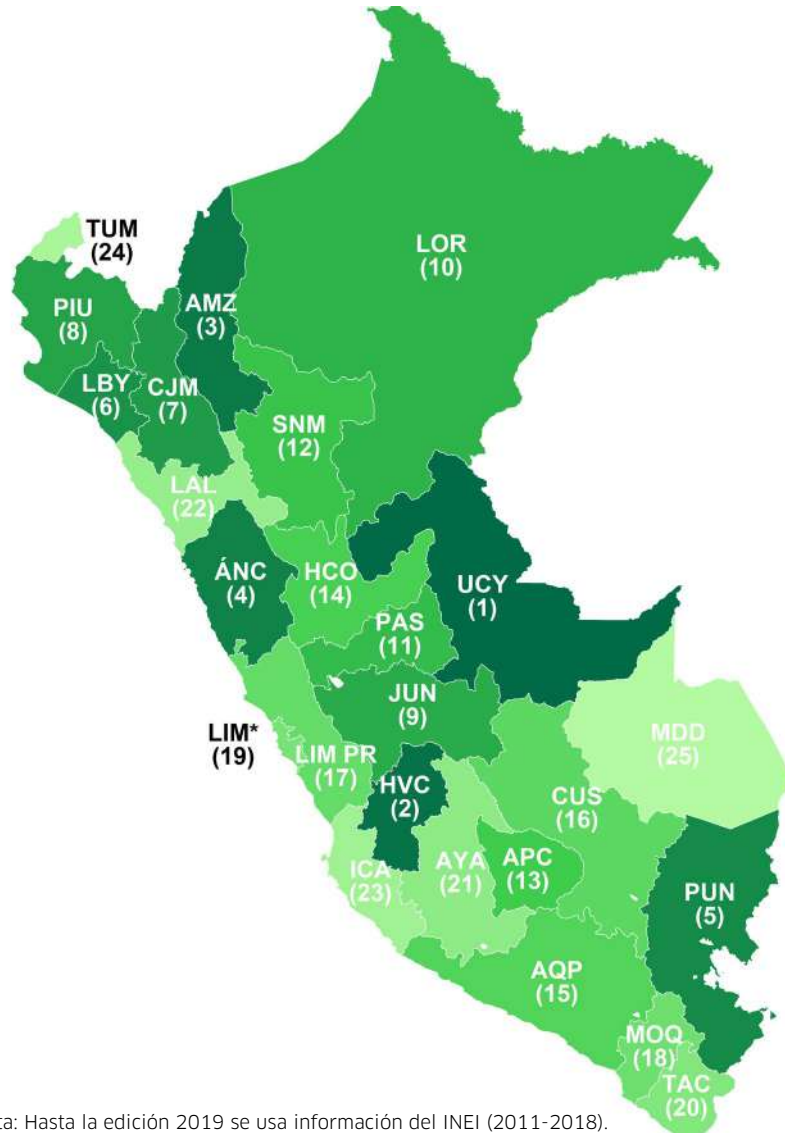 LOR
(10)
TUM
(24)
AMZ
(3)
PIU
(8)
LBY
(6)
CJM
(7)
SNM
(12)
LAL
(22)
ÁNC
(4)
HCO
(14)
UCY
(1)
PAS
(11)
JUN
(9)
LIM*
(19)
LIM PR
(17)
MDD
(25)
HVC
(2)
CUS
(16)
ICA
(23)
AYA
(21)
APC
(13)
PUN
(5)
AQP
(15)
MOQ
(18)
TAC
(20)
ta: Hasta la edición 2019 se usa información del INEI (2011-2018).